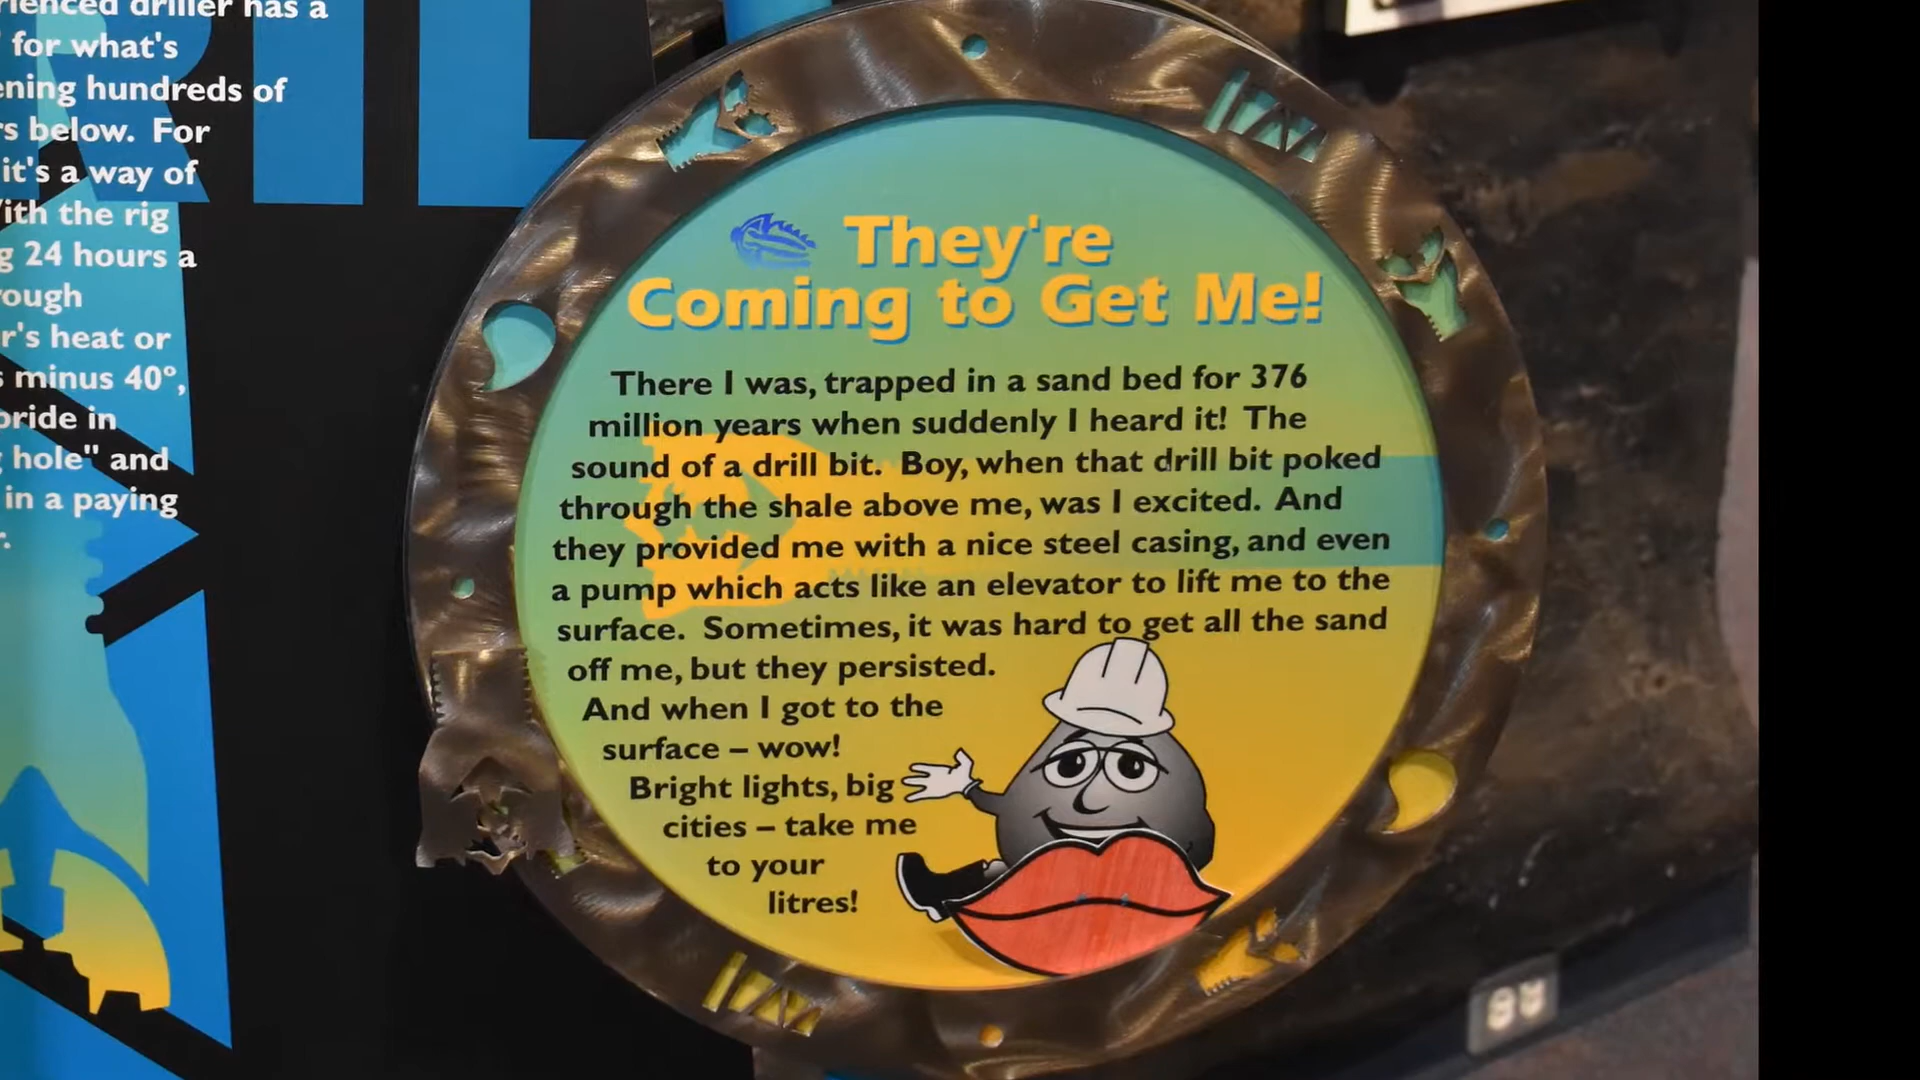 driller has a
for what's
hundreds of
below. For
it's a way of
the rig
24 hours a
heat or
minus 40°,
in
hole" and
in a paying
They're
Coming to Get Me!
There I was, trapped in a sand bed for 376
million years when suddenly I heard it! The
sound of a drill bit. Boy, when that drill bit poked
through the shale above me, was I excited. And
they provided me with a nice steel casing, and even
a pump which acts like an elevator to lift me to the
surface. Sometimes, it was hard to get all the sand
off me, but they persisted.
And when I got to the
surface – wow!
Bright lights, big
cities – take me
to your
litres!